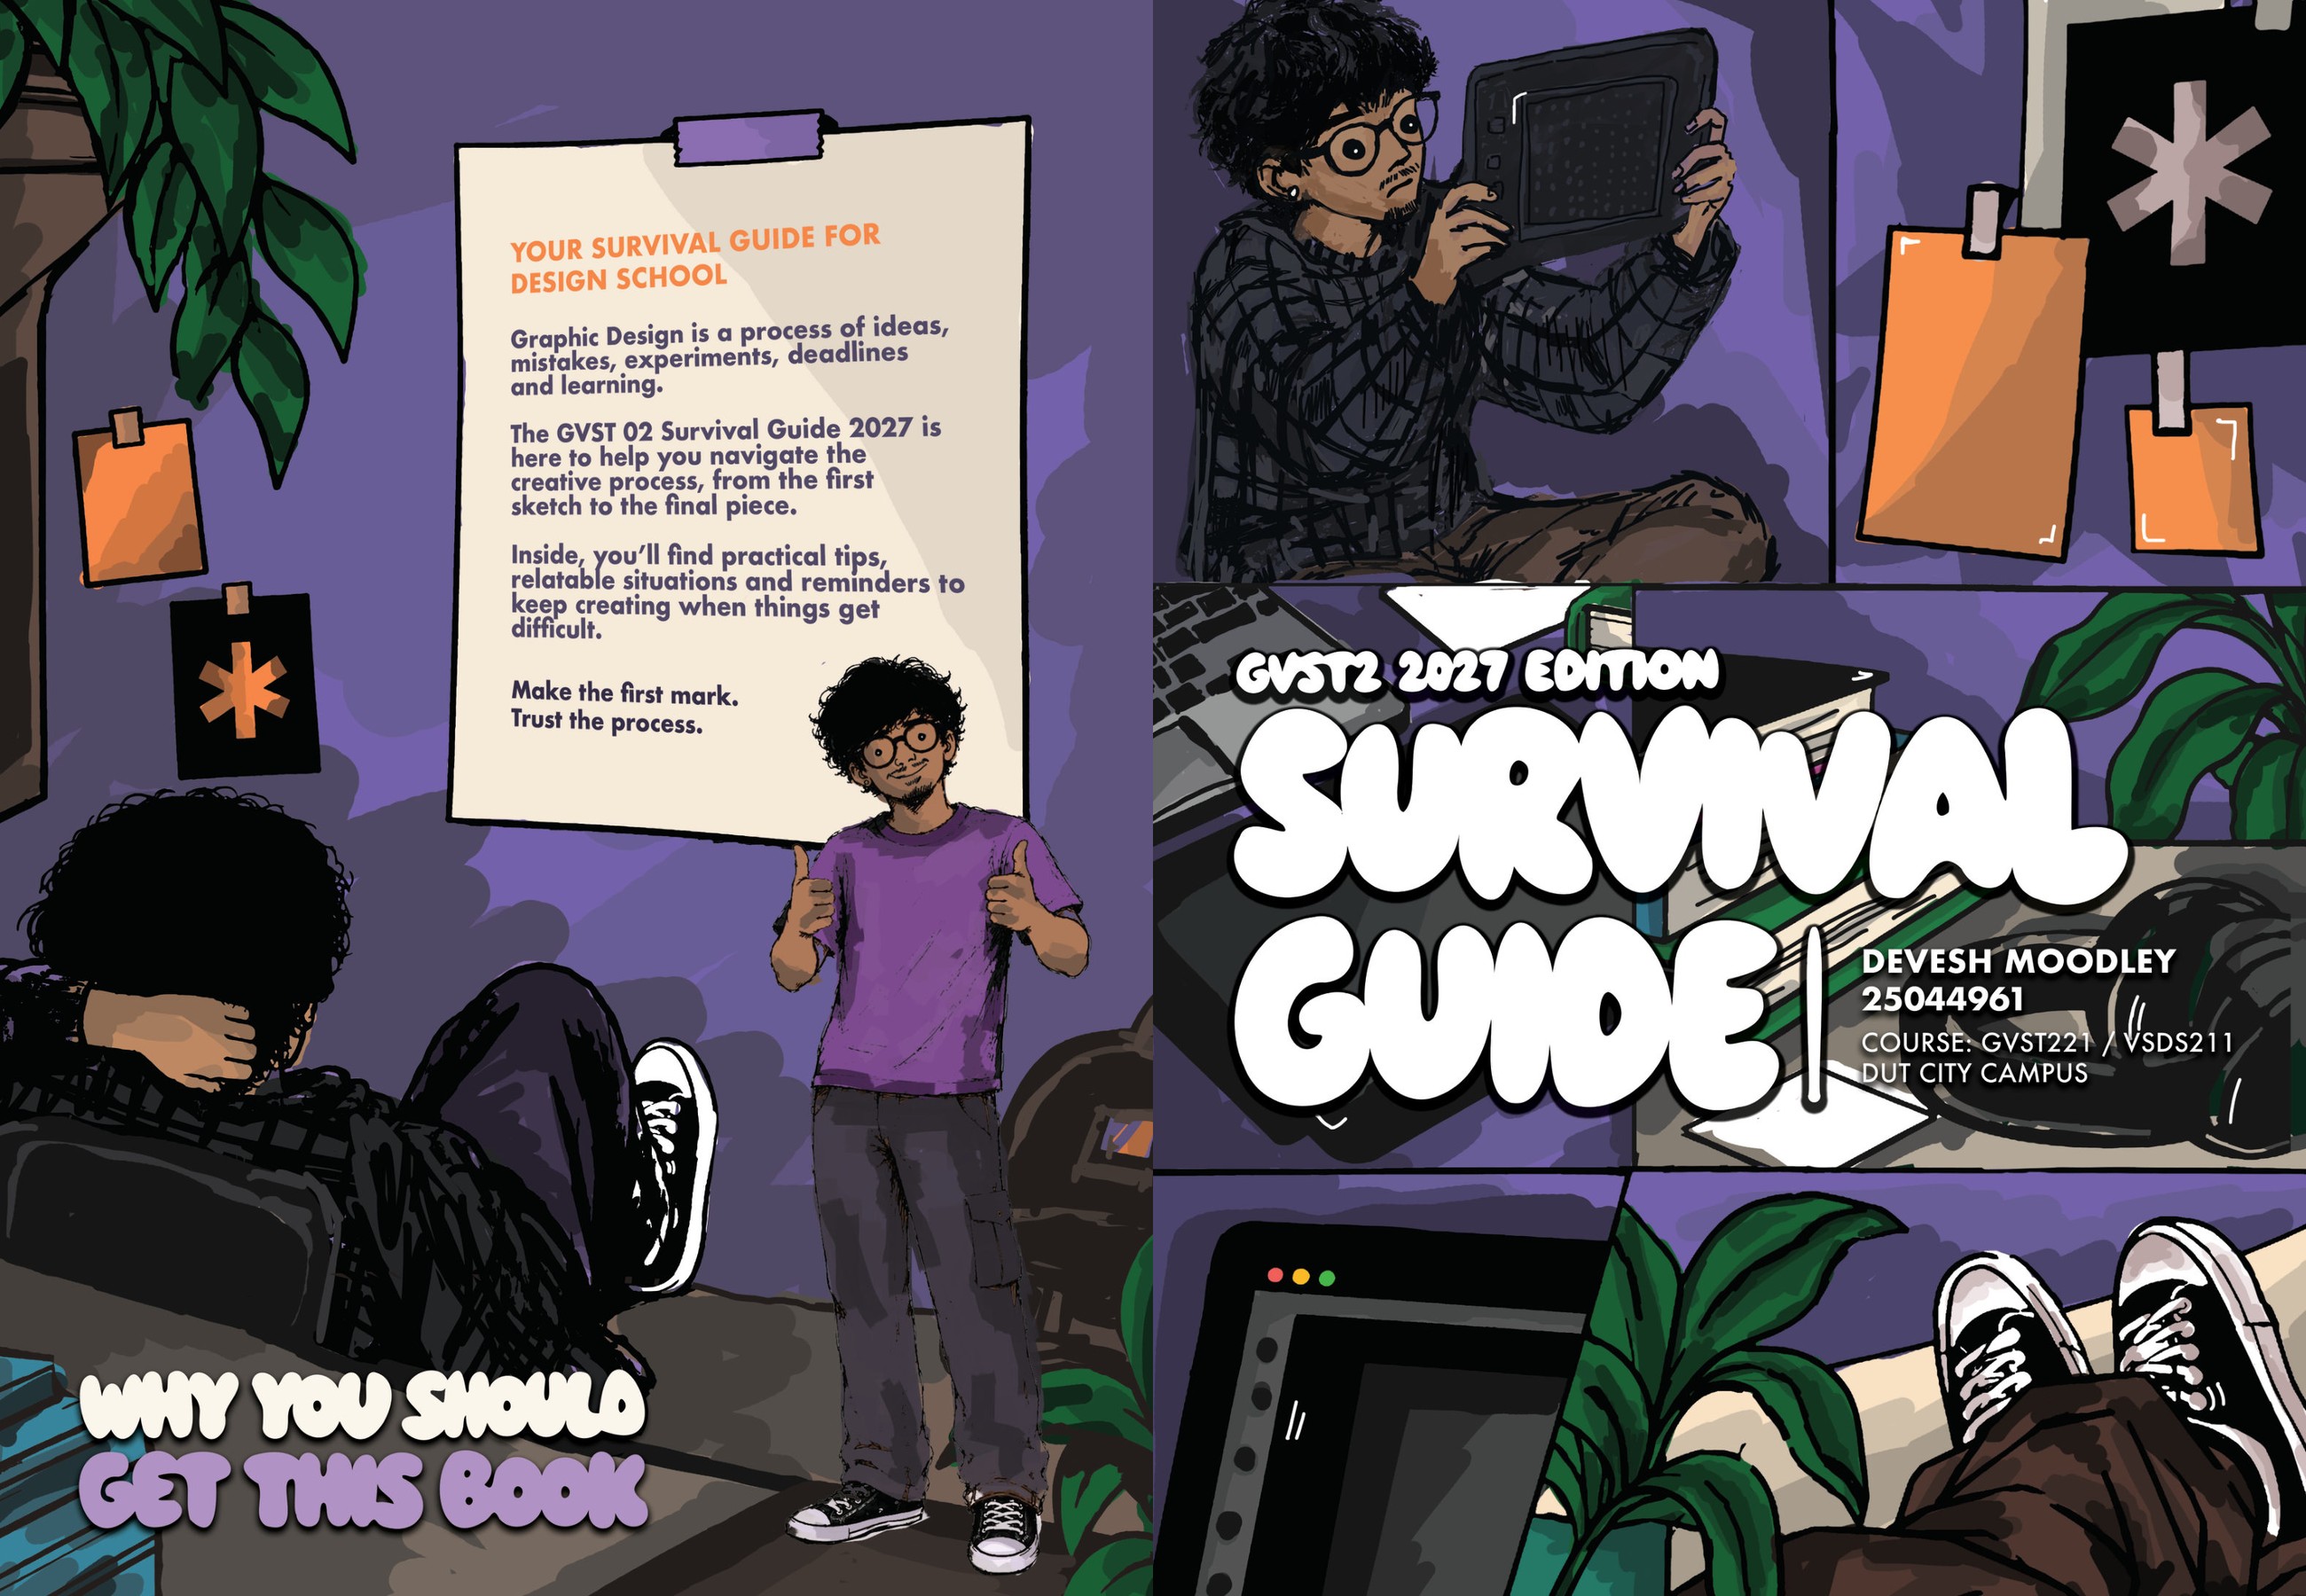 YOUR SURVIVAL GUIDE FOR
DESIGN SCHOOL
Graphic Design is a process of ideas,
mistakes, experiments, deadlines
and learning.
The GVST 02 Survival Guide 2027 is
here to help you navigate the
creative process, from the first
sketch to the final piece.
Inside, you'll find practical tips,
relatable situations and reminders to
keep creating when things get
difficult.
Make the first mark.
Trust the process.
WHY YOU SHOULD
GET THIS BOOK
GVST2 2027 EDITION
SURVIVAL
GUIDE
DEVESH MOODLEY
25044961
COURSE: GVST221 / VSDS211
DUT CITY CAMPUS